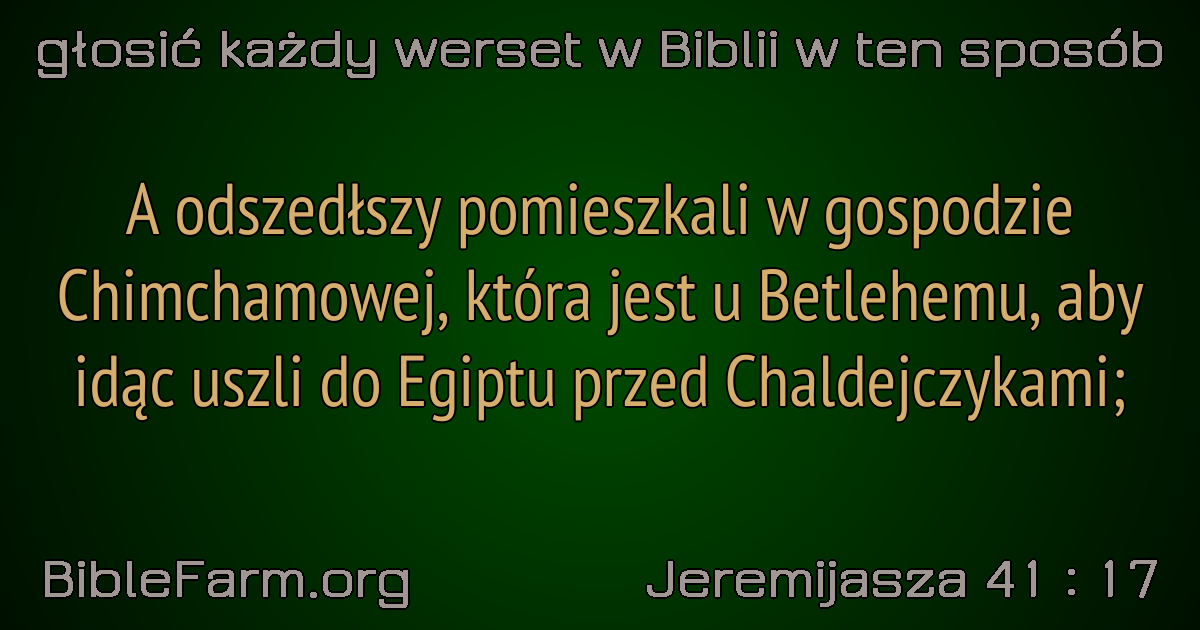 głosić każdy werset w Biblii w ten sposób
A odszedłszy pomieszkali w gospodzie
Chimchamowej, która jest u Betlehemu, aby
idąc uszli do Egiptu przed Chaldejczykami;
BibleFarm.org
Jeremijasza 41 : 17